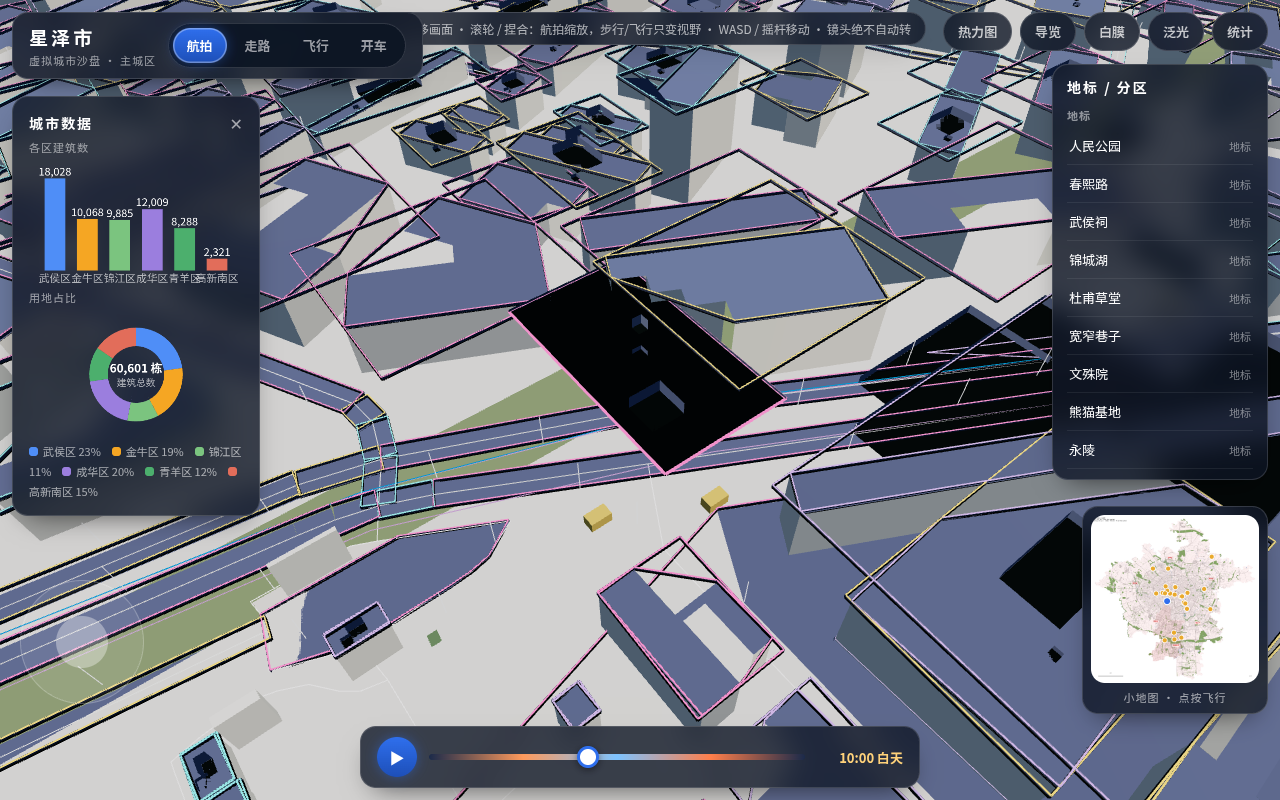 星泽市
虚拟城市沙盘 · 主城区
航拍
走路
飞行
开车
画面 · 滚轮 / 捏合：航拍缩放，步行/飞行只变视野 · WASD / 摇杆移动 · 镜头绝不自动转
热力图
导览
白膜
泛光
统计
城市数据
×
各区建筑数
18,028
10,068
9,885
12,009
8,288
2,321
武侯区
金牛区
锦江区
成华区
青羊区
高新南区
用地占比
60,601 栋
建筑总数
武侯区 23% 金牛区 19% 锦江区
11% 成华区 20% 青羊区 12%
高新南区 15%
地标 / 分区
地标
人民公园 地标
春熙路 地标
武侯祠 地标
锦城湖 地标
杜甫草堂 地标
宽窄巷子 地标
文殊院 地标
熊猫基地 地标
永陵 地标
小地图 · 点按飞行
10:00 白天